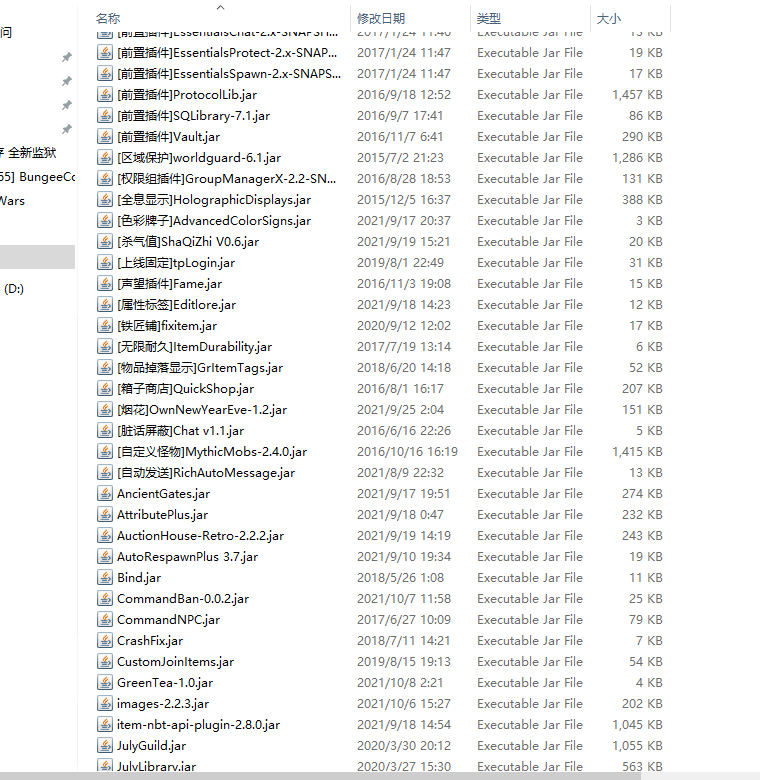 名称 修改日期 类型 大小
[前置插件]EssentialsChat-2.x-SNAPSH... 2017/1/24 11:46 Executable Jar File 13 KB
[前置插件]EssentialsProtect-2.x-SNAP... 2017/1/24 11:47 Executable Jar File 19 KB
[前置插件]EssentialsSpawn-2.x-SNAPS... 2017/1/24 11:47 Executable Jar File 17 KB
[前置插件]ProtocolLib.jar 2016/9/18 12:52 Executable Jar File 1,457 KB
[前置插件]SQLibrary-7.1.jar 2016/9/7 17:41 Executable Jar File 86 KB
[前置插件]Vault.jar 2016/11/7 6:41 Executable Jar File 290 KB
[区域保护]worldguard-6.1.jar 2015/7/2 21:23 Executable Jar File 1,286 KB
[权限组插件]GroupManagerX-2.2-SN... 2016/8/28 18:53 Executable Jar File 131 KB
[全息显示]HolographicDisplays.jar 2015/12/5 16:37 Executable Jar File 388 KB
[色彩牌子]AdvancedColorSigns.jar 2021/9/17 20:37 Executable Jar File 3 KB
[杀气值]ShaQiZhi V0.6.jar 2021/9/19 15:21 Executable Jar File 20 KB
[上线固定]tpLogin.jar 2019/8/1 22:49 Executable Jar File 31 KB
[声望插件]Fame.jar 2016/11/3 19:08 Executable Jar File 15 KB
[属性标签]Editlore.jar 2021/9/18 14:23 Executable Jar File 12 KB
[铁匠铺]fixitem.jar 2020/9/12 12:02 Executable Jar File 17 KB
[无限耐久]ItemDurability.jar 2017/7/19 13:14 Executable Jar File 6 KB
[物品掉落显示]GrItemTags.jar 2018/6/20 14:18 Executable Jar File 52 KB
[箱子商店]QuickShop.jar 2016/8/1 16:17 Executable Jar File 207 KB
[烟花]OwnNewYearEve-1.2.jar 2021/9/25 2:04 Executable Jar File 151 KB
[脏话屏蔽]Chat v1.1.jar 2016/6/16 22:26 Executable Jar File 5 KB
[自定义怪物]MythicMobs-2.4.0.jar 2016/10/16 16:19 Executable Jar File 1,415 KB
[自动发送]RichAutoMessage.jar 2021/8/9 22:32 Executable Jar File 13 KB
AncientGates.jar 2021/9/17 19:51 Executable Jar File 274 KB
AttributePlus.jar 2021/9/18 0:47 Executable Jar File 232 KB
AuctionHouse-Retro-2.2.2.jar 2021/9/19 14:19 Executable Jar File 243 KB
AutoRespawnPlus 3.7.jar 2021/9/10 19:34 Executable Jar File 19 KB
Bind.jar 2018/5/26 1:08 Executable Jar File 11 KB
CommandBan-0.0.2.jar 2021/10/7 11:58 Executable Jar File 25 KB
CommandNPC.jar 2017/6/27 10:09 Executable Jar File 79 KB
CrashFix.jar 2018/7/11 14:21 Executable Jar File 7 KB
CustomJoinItems.jar 2019/8/15 19:13 Executable Jar File 54 KB
GreenTea-1.0.jar 2021/10/8 2:21 Executable Jar File 4 KB
images-2.2.3.jar 2021/10/6 15:27 Executable Jar File 202 KB
item-nbt-api-plugin-2.8.0.jar 2021/9/18 14:54 Executable Jar File 1,045 KB
JulyGuild.jar 2020/3/30 20:12 Executable Jar File 1,055 KB
JulyLibrary.jar 2020/3/27 15:30 Executable Jar File 563 KB
问
全新监狱
65] BungeeCo
Wars
(D:)